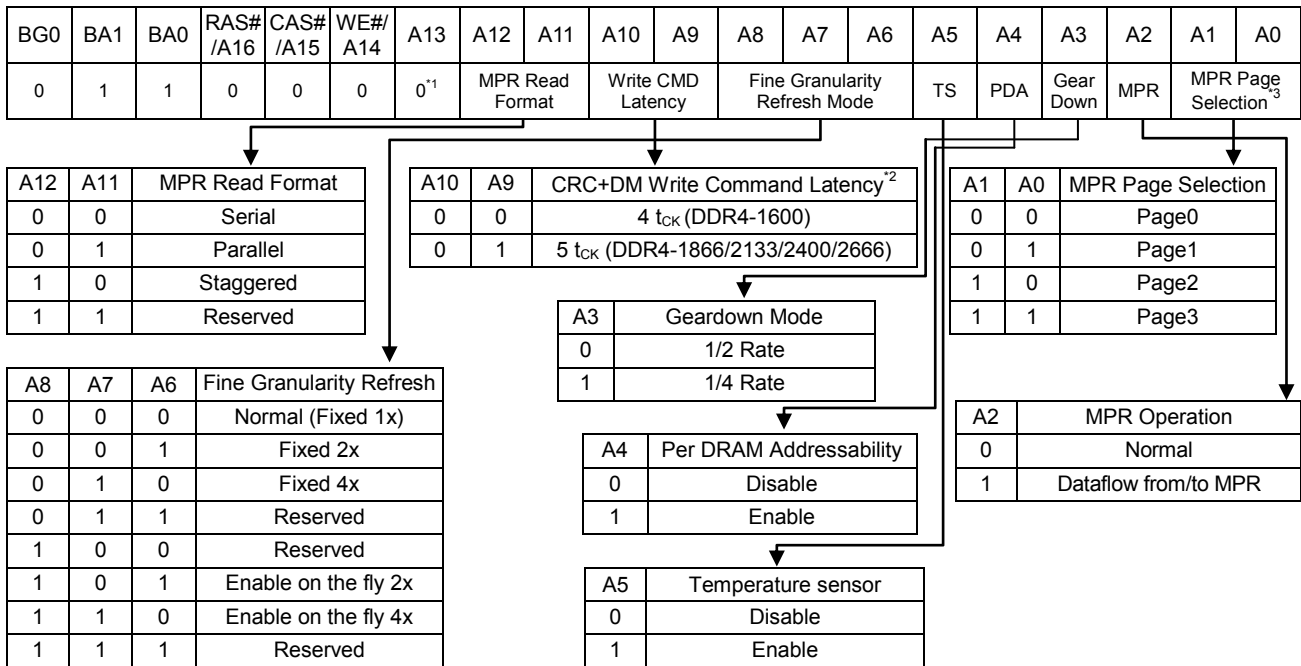 BG0 BA1 BA0 RAS#/A16 CAS#/A15 WE#/A14 A13 A12 A11 A10 A9 A8 A7 A6 A5 A4 A3 A2 A1 A0
0 1 1 0 0 0 0*1 MPR Read Format Write CMD Latency Fine Granularity Refresh Mode TS PDA Gear Down MPR MPR Page Selection*3
A12 A11 MPR Read Format
0 0 Serial
0 1 Parallel
1 0 Staggered
1 1 Reserved
A10 A9 CRC+DM Write Command Latency*2
0 0 4 tCK (DDR4-1600)
0 1 5 tCK (DDR4-1866/2133/2400/2666)
A1 A0 MPR Page Selection
0 0 Page0
0 1 Page1
1 0 Page2
1 1 Page3
A3 Geardown Mode
0 1/2 Rate
1 1/4 Rate
A8 A7 A6 Fine Granularity Refresh
0 0 0 Normal (Fixed 1x)
0 0 1 Fixed 2x
0 1 0 Fixed 4x
0 1 1 Reserved
1 0 0 Reserved
1 0 1 Enable on the fly 2x
1 1 0 Enable on the fly 4x
1 1 1 Reserved
A4 Per DRAM Addressability
0 Disable
1 Enable
A2 MPR Operation
0 Normal
1 Dataflow from/to MPR
A5 Temperature sensor
0 Disable
1 Enable